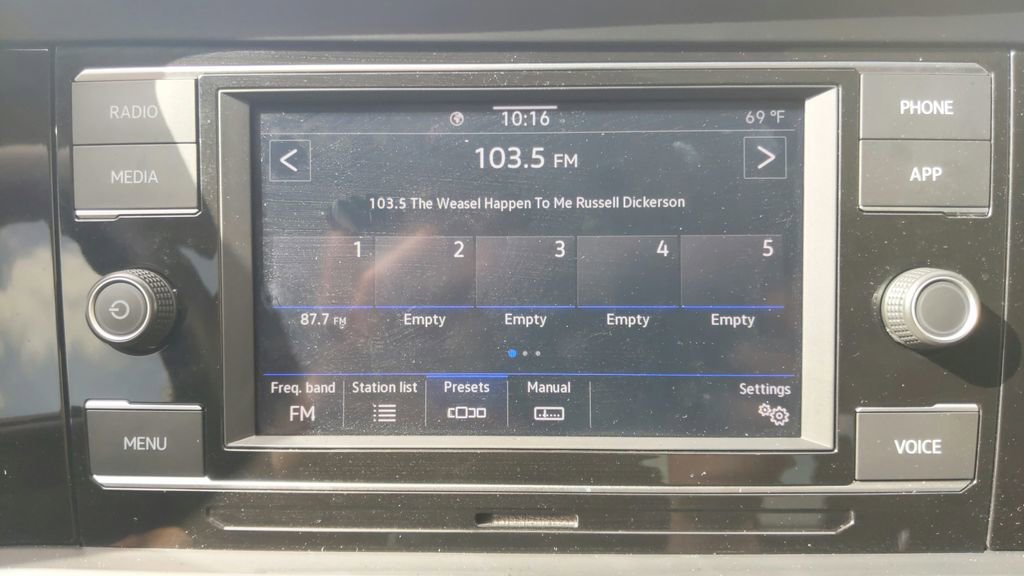 RADIO
MEDIA
10:16
69 °F
PHONE
APP
<
103.5 FM
>
103.5 The Weasel Happen To Me Russell Dickerson
1 2 3 4 5
87.7 FM Empty Empty Empty Empty
Freq. band Station list Presets Manual Settings
FM
MENU
VOICE